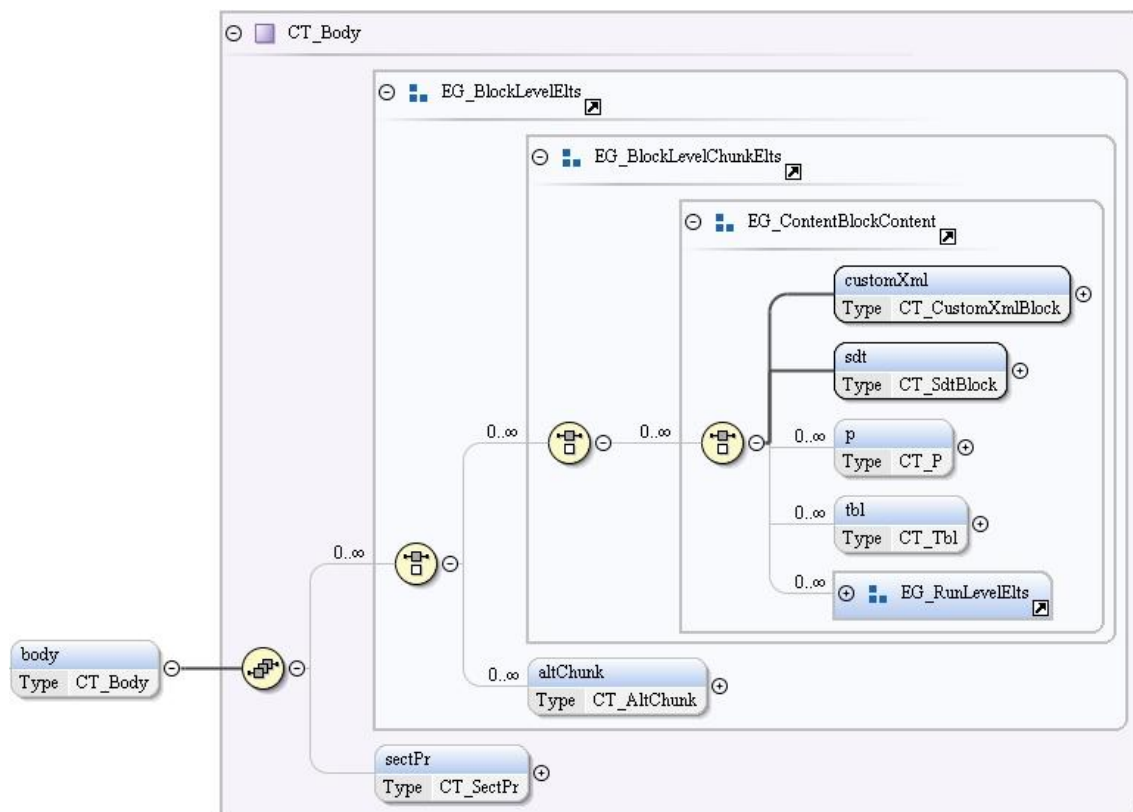 CT_Body
EG_BlockLevelElts
EG_BlockLevelChunkElts
EG_ContentBlockContent
customXml
Type CT_CustomXmlBlock
sdt
Type CT_SdtBlock
0..∞ 0..∞ 0..∞ p
Type CT_P
0..∞ tbl
Type CT_Tbl
0..∞
0..∞ EG_RunLevelElts
body
Type CT_Body
0..∞ altChunk
Type CT_AltChunk
sectPr
Type CT_SectPr